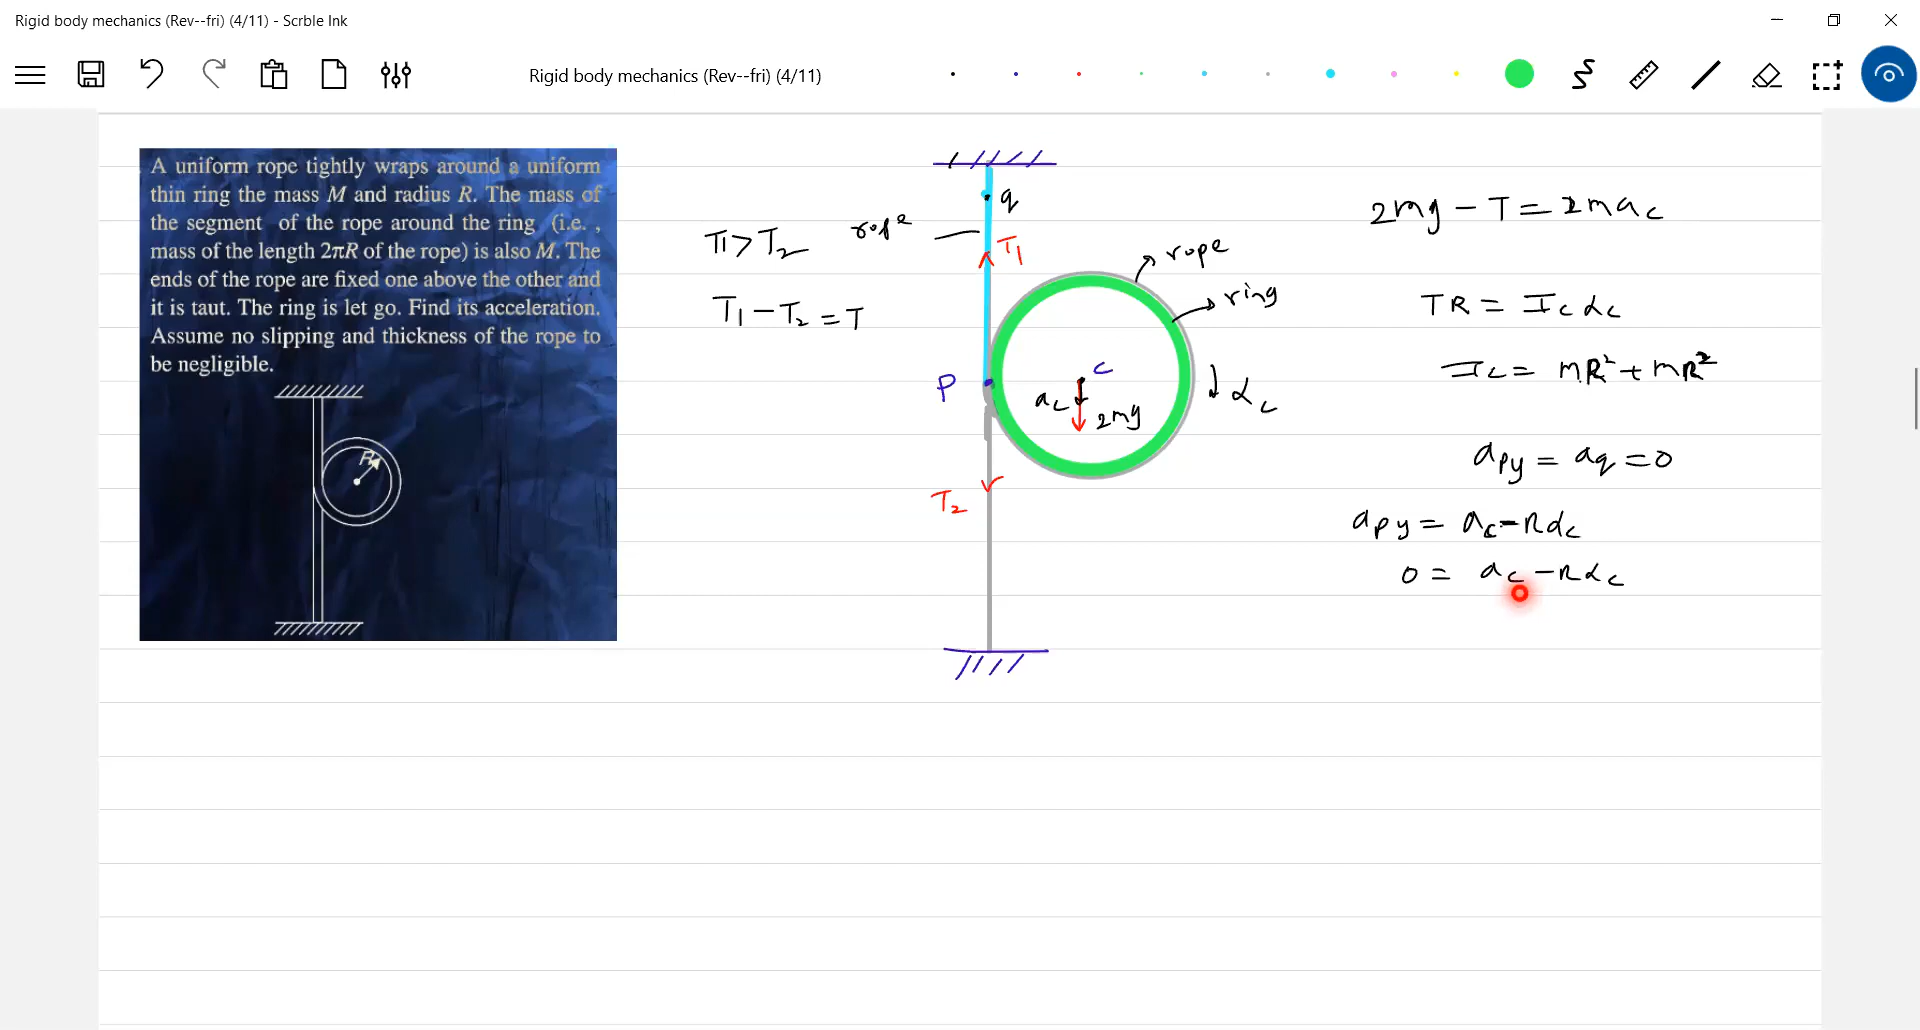 Rigid body mechanics (Rev--fri) (4/11) - Scrble Ink
Rigid body mechanics (Rev--fri) (4/11)
A uniform rope tightly wraps around a uniform
thin ring the mass M and radius R. The mass of
the segment of the rope around the ring (i.e. ,
mass of the length 2πR of the rope) is also M. The
ends of the rope are fixed one above the other and
it is taut. The ring is let go. Find its acceleration.
Assume no slipping and thickness of the rope to
be negligible.
R
T1 > T2
T1 - T2 = T
rope
q
T1
rope
ring
P
C
ac
2mg
αc
T2
2mg - T = 2mac
TR = Ic αc
Ic = mR² + mR²
apy = aq = 0
apy = ac - Rαc
0 = ac - Rαc